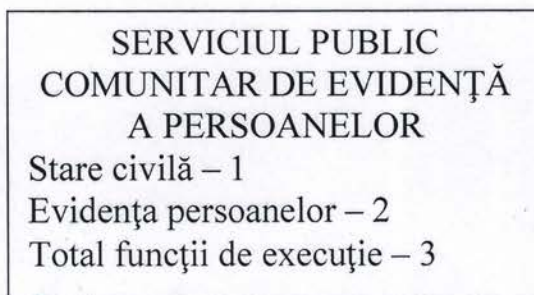 SERVICIUL PUBLIC
COMUNITAR DE EVIDENŢĂ
A PERSOANELOR
Stare civilă – 1
Evidenţa persoanelor – 2
Total funcţii de execuţie – 3